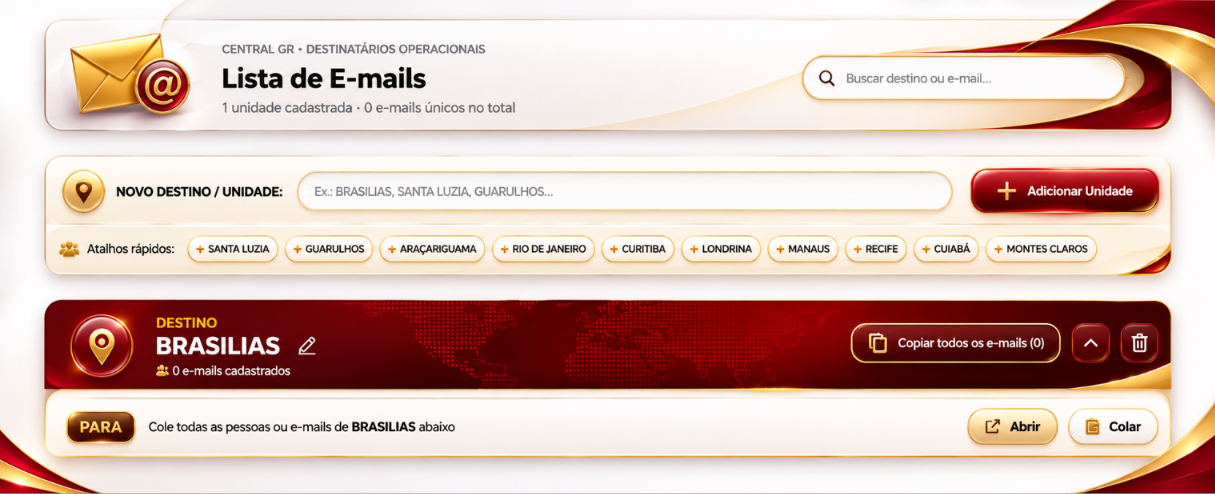 CENTRAL GR • DESTINATÁRIOS OPERACIONAIS
Lista de E-mails
1 unidade cadastrada · 0 e-mails únicos no total
Buscar destino ou e-mail...
@
NOVO DESTINO / UNIDADE:
Ex.: BRASILIAS, SANTA LUZIA, GUARULHOS...
+ Adicionar Unidade
Atalhos rápidos:
+ SANTA LUZIA
+ GUARULHOS
+ ARAÇARIGUAMA
+ RIO DE JANEIRO
+ CURITIBA
+ LONDRINA
+ MANAUS
+ RECIFE
+ CUIABÁ
+ MONTES CLAROS
DESTINO
BRASILIAS
0 e-mails cadastrados
Copiar todos os e-mails (0)
PARA
Cole todas as pessoas ou e-mails de BRASILIAS abaixo
Abrir
Colar